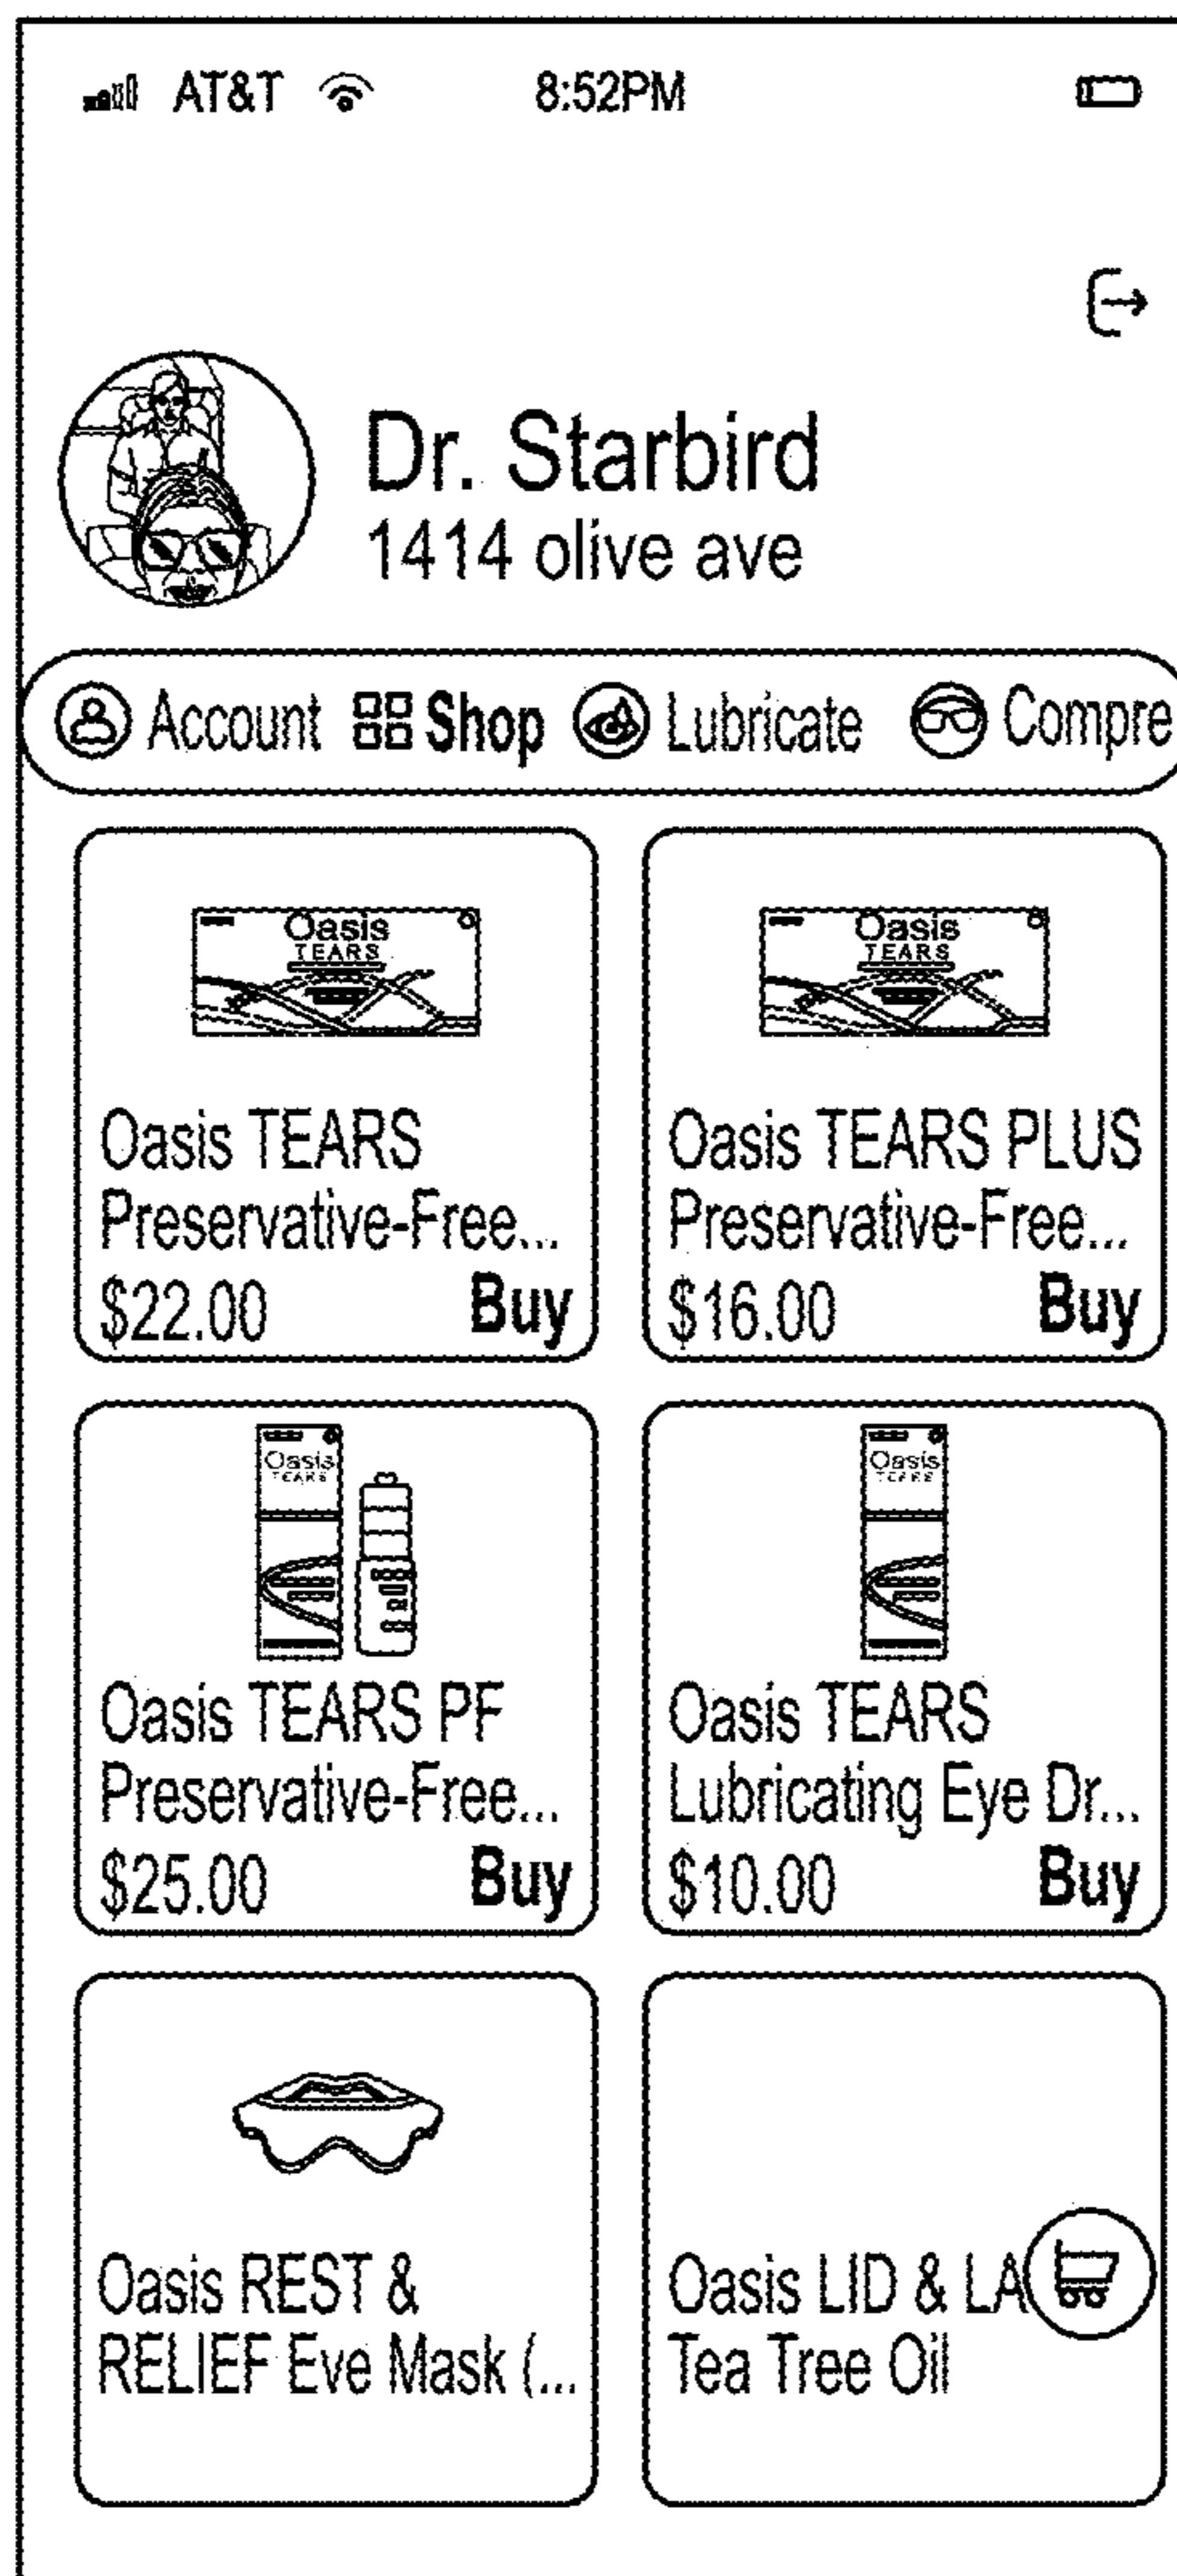 AT&T 8:52PM
Dr. Starbird
1414 olive ave
Account Shop Lubricate Compre
Oasis
TEARS
Oasis TEARS
Preservative-Free...
$22.00 Buy
Oasis
TEARS
Oasis TEARS PLUS
Preservative-Free...
$16.00 Buy
Oasis
TEARS
Oasis TEARS PF
Preservative-Free...
$25.00 Buy
Oasis
TEARS
Oasis TEARS
Lubricating Eye Dr...
$10.00 Buy
Oasis REST &
RELIEF Eve Mask (...
Oasis LID & LA
Tea Tree Oil